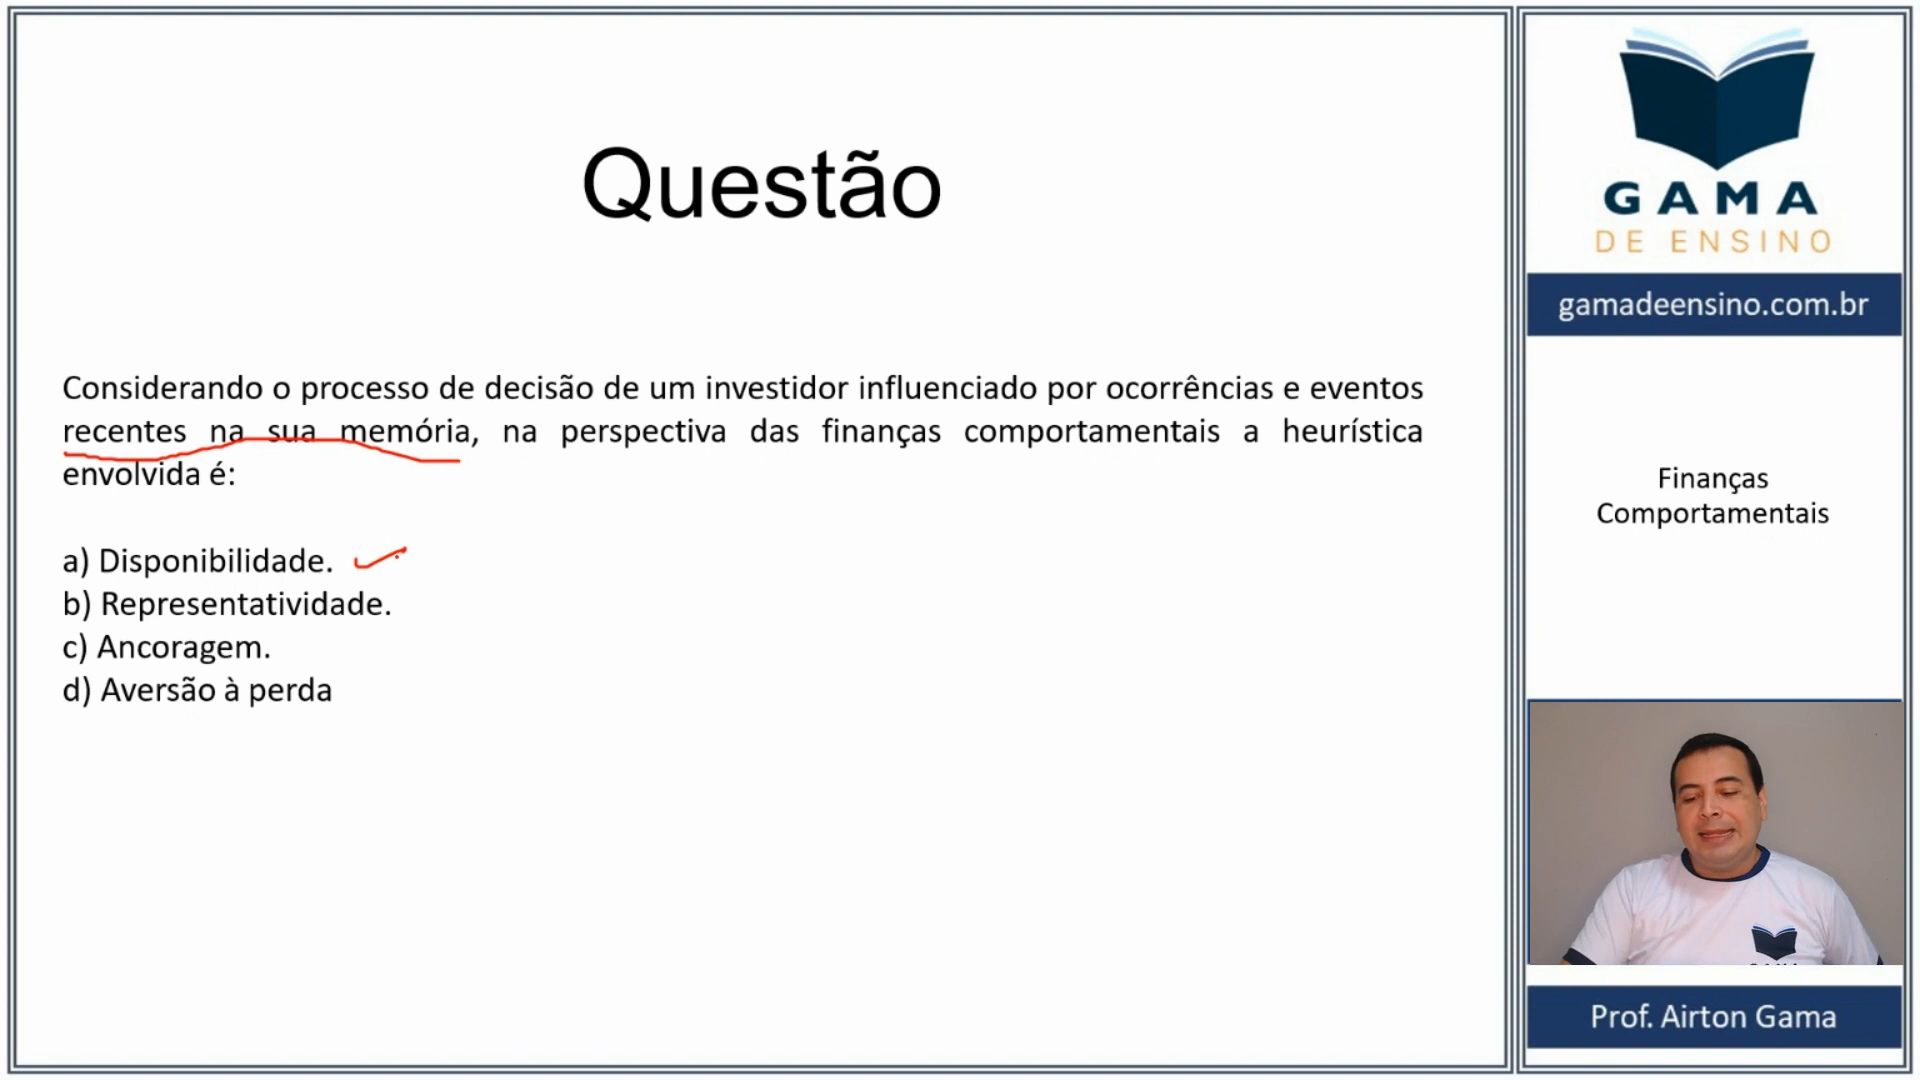 Questão
Considerando o processo de decisão de um investidor influenciado por ocorrências e eventos
recentes na sua memória, na perspectiva das finanças comportamentais a heurística
envolvida é:
a) Disponibilidade.
b) Representatividade.
c) Ancoragem.
d) Aversão à perda
GAMA
DE ENSINO
gamadeensino.com.br
Finanças
Comportamentais
Prof. Airton Gama